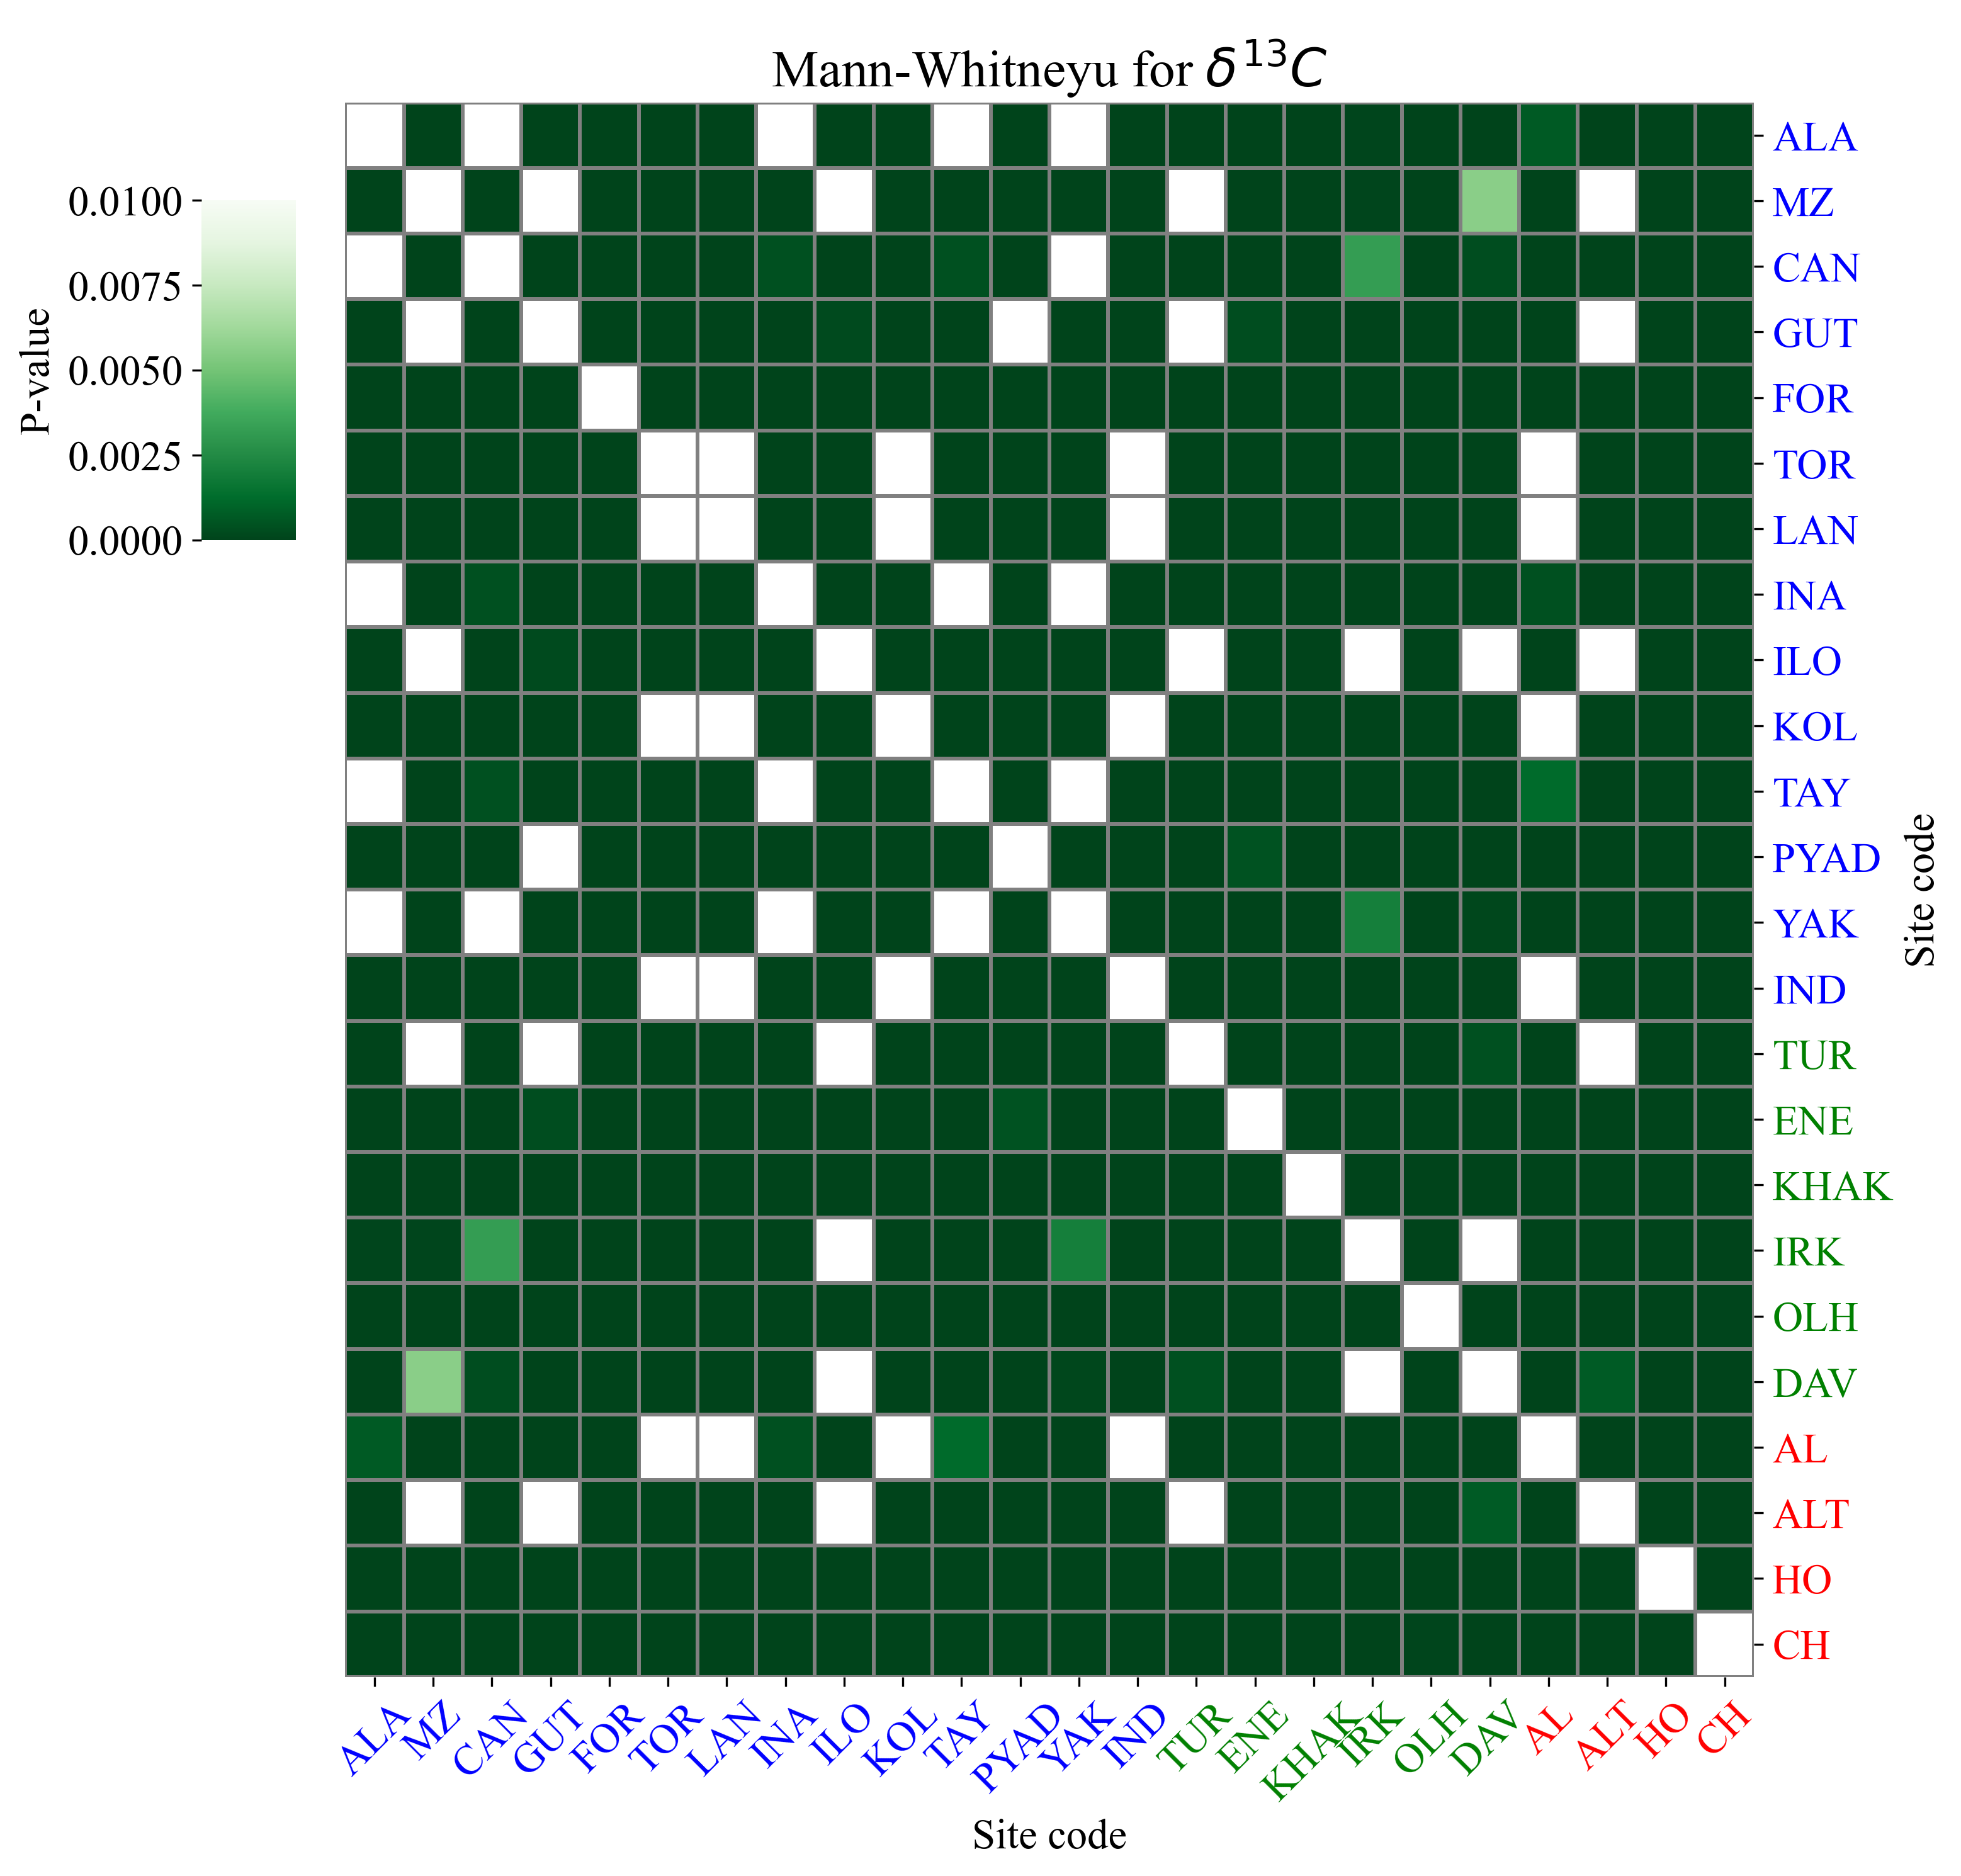 Mann-Whitneyu for δ¹³C
0.0100
0.0075
0.0050
0.0025
0.0000
P-value
ALA
MZ
CAN
GUT
FOR
TOR
LAN
INA
ILO
KOL
TAY
PYAD
YAK
IND
TUR
ENE
KHAK
IRK
OLH
DAV
AL
ALT
HO
CH
Site code
ALA
MZ
CAN
GUT
FOR
TOR
LAN
INA
ILO
KOL
TAY
PYAD
YAK
IND
TUR
ENE
KHAK
IRK
OLH
DAV
AL
ALT
HO
CH
Site code